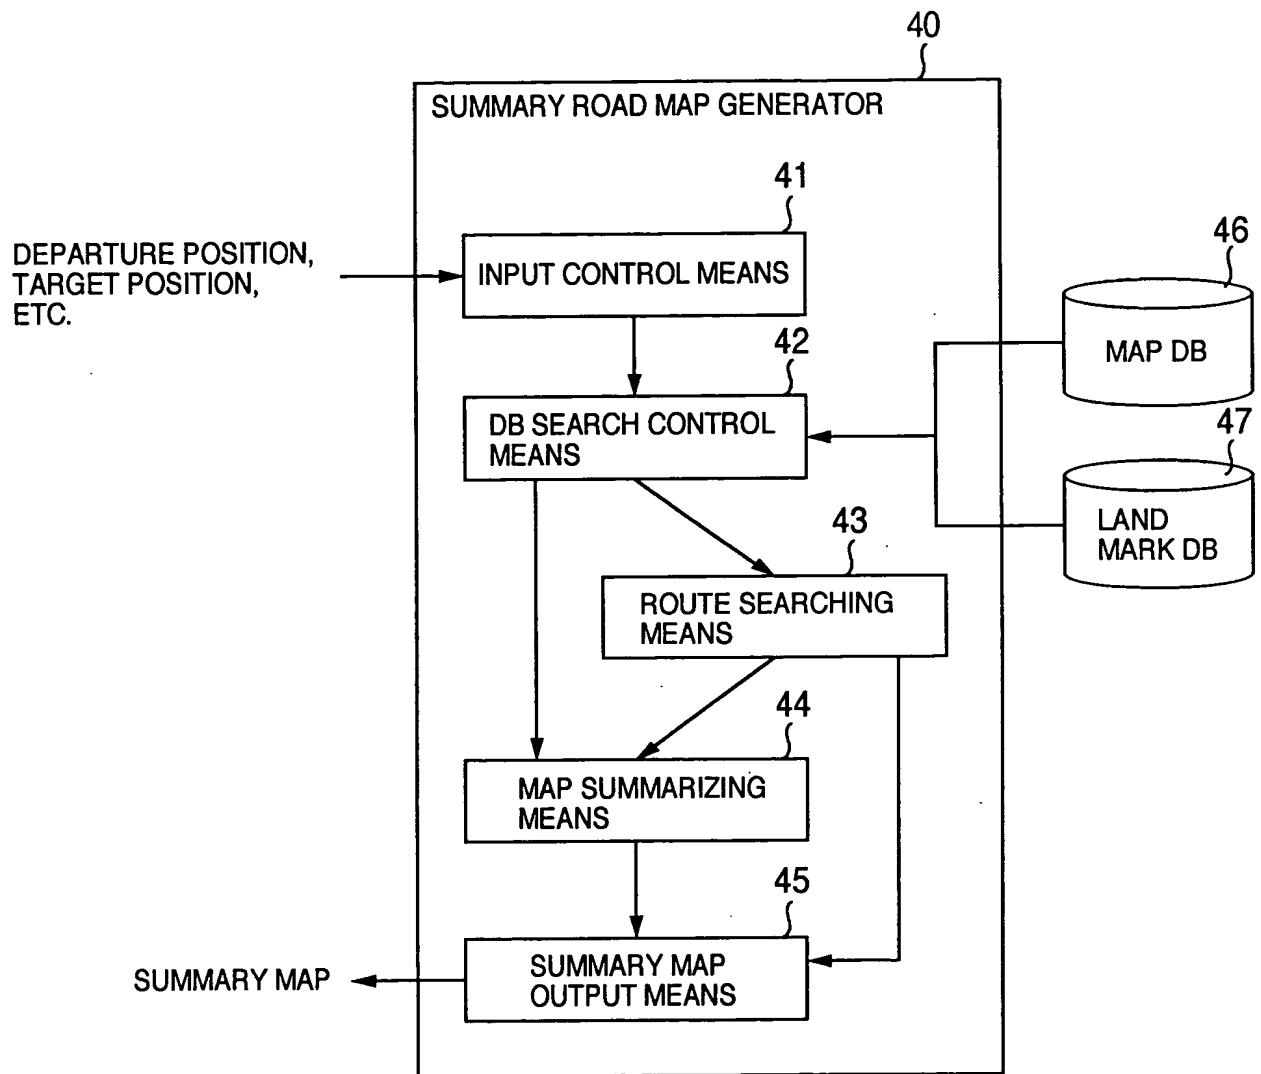 40
SUMMARY ROAD MAP GENERATOR
41
DEPARTURE POSITION,
TARGET POSITION,
ETC.
INPUT CONTROL MEANS
46
MAP DB
42
DB SEARCH CONTROL
MEANS
47
LAND
MARK DB
43
ROUTE SEARCHING
MEANS
44
MAP SUMMARIZING
MEANS
45
SUMMARY MAP
OUTPUT MEANS
SUMMARY MAP